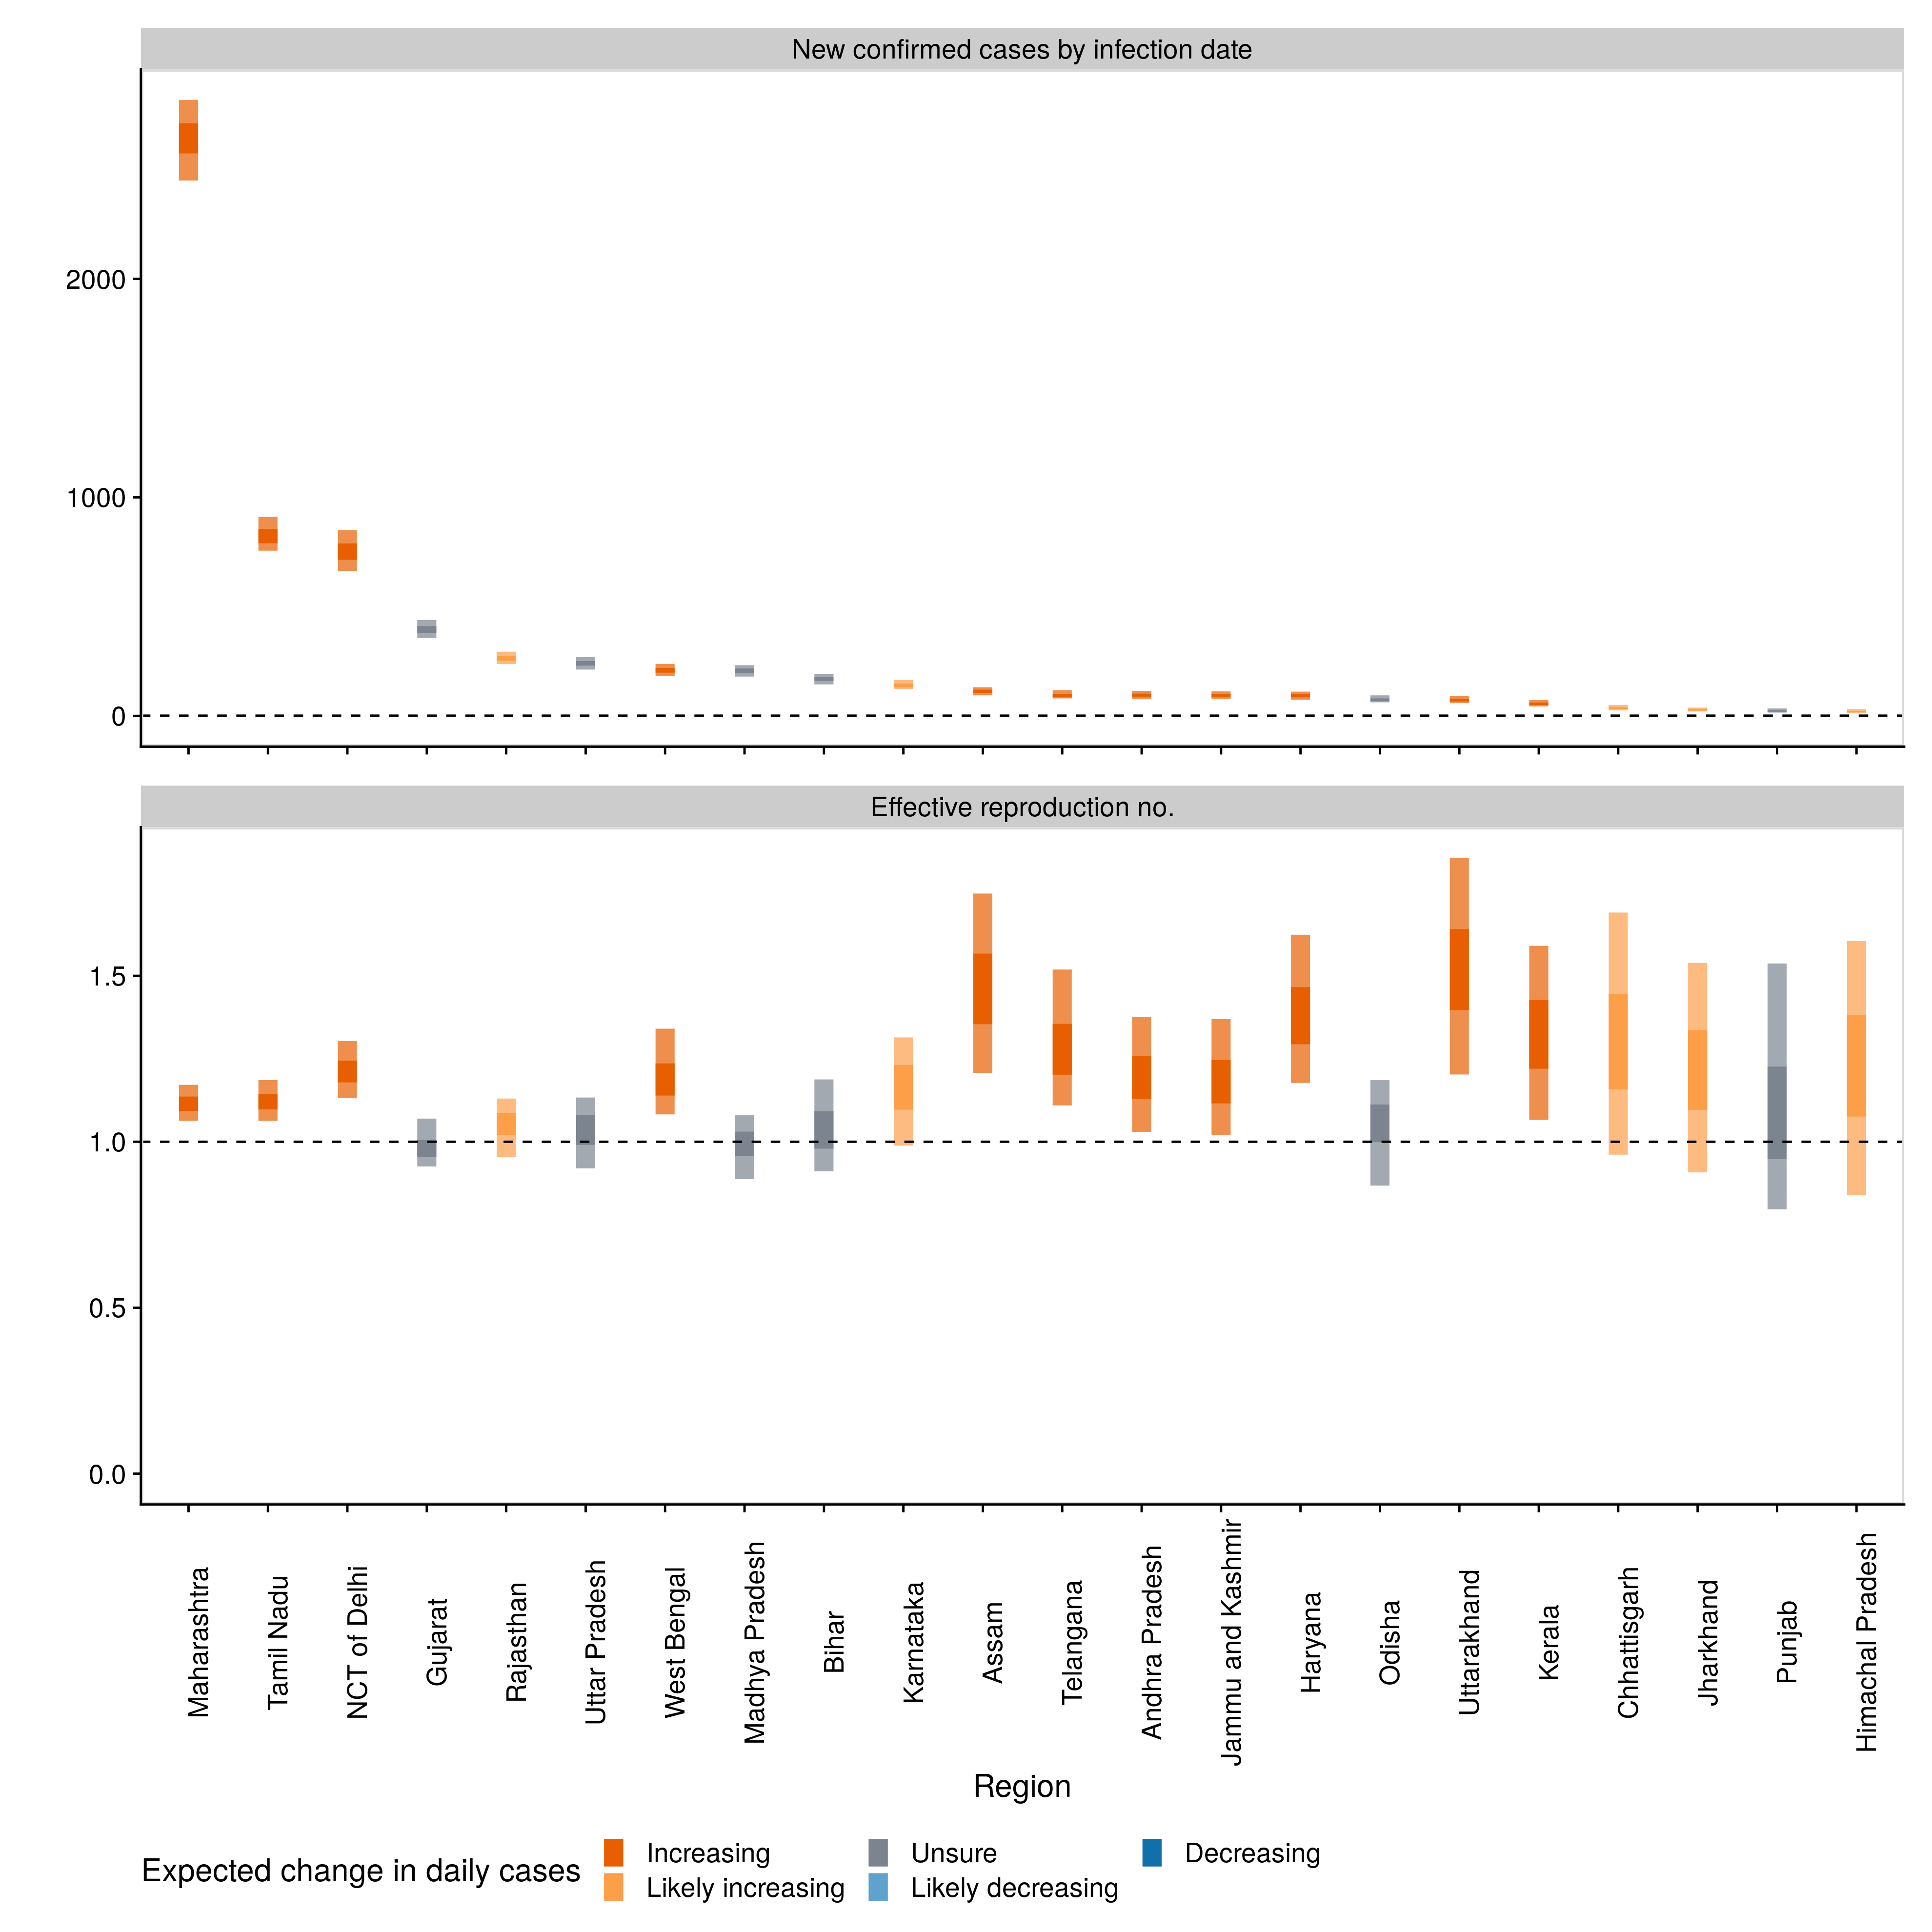 New confirmed cases by infection date
2000
1000
0
Effective reproduction no.
1.5
1.0
0.5
0.0
Maharashtra
Tamil Nadu
NCT of Delhi
Gujarat
Rajasthan
Uttar Pradesh
West Bengal
Madhya Pradesh
Bihar
Karnataka
Assam
Telangana
Andhra Pradesh
Jammu and Kashmir
Haryana
Odisha
Uttarakhand
Kerala
Chhattisgarh
Jharkhand
Punjab
Himachal Pradesh
Region
Expected change in daily cases
Increasing
Likely increasing
Unsure
Likely decreasing
Decreasing